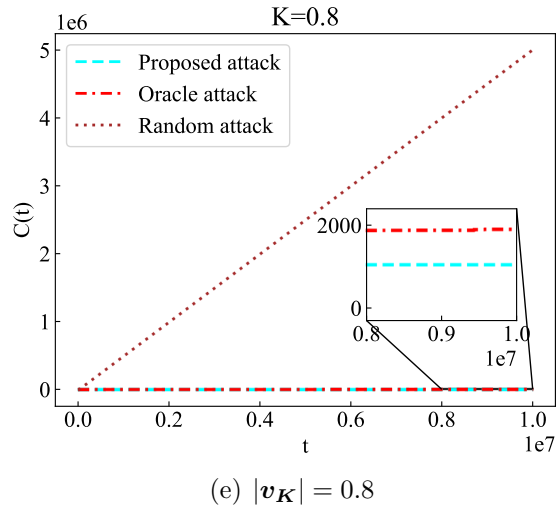 K=0.8
1e6
5
4
3
2
1
0
C(t)
Proposed attack
Oracle attack
Random attack
2000
0
0.8 0.9 1.0
1e7
0.0 0.2 0.4 0.6 0.8 1.0
1e7
t
(e) |v_K| = 0.8